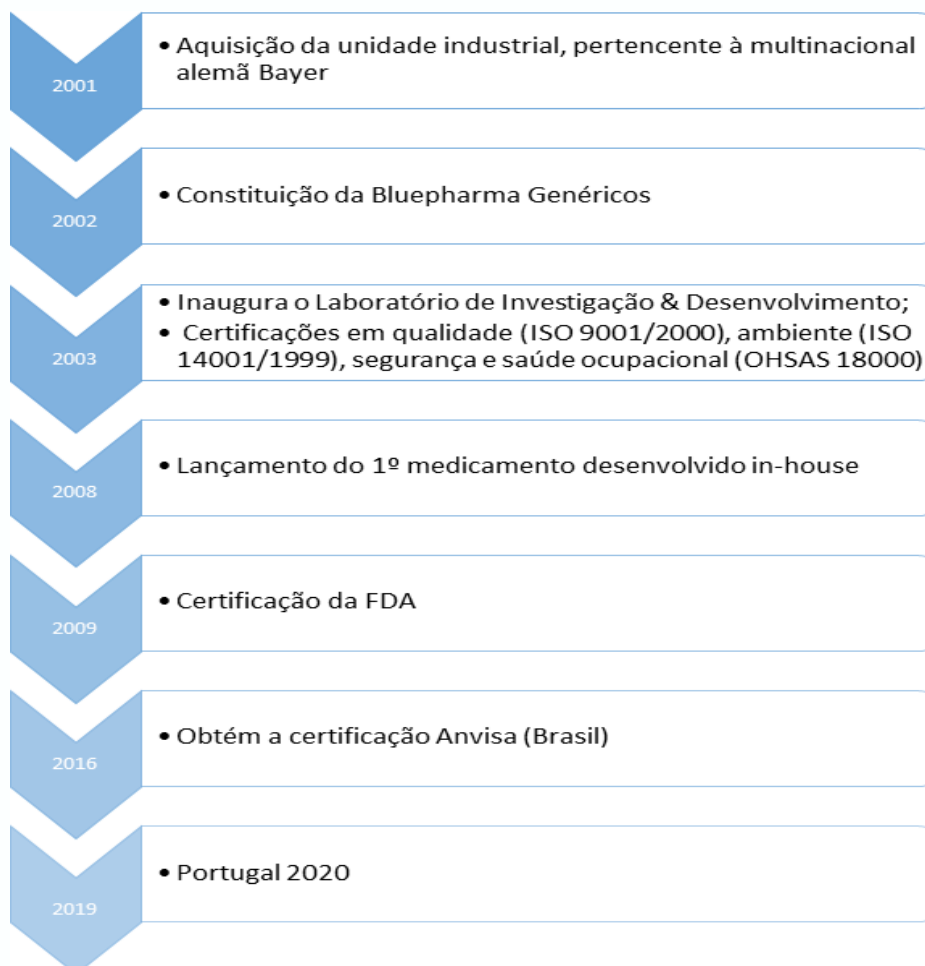 2001
• Aquisição da unidade industrial, pertencente à multinacional
alemã Bayer
2002
• Constituição da Bluepharma Genéricos
2003
• Inaugura o Laboratório de Investigação & Desenvolvimento;
• Certificações em qualidade (ISO 9001/2000), ambiente (ISO
14001/1999), segurança e saúde ocupacional (OHSAS 18000)
2008
• Lançamento do 1º medicamento desenvolvido in-house
2009
• Certificação da FDA
2016
• Obtém a certificação Anvisa (Brasil)
2019
• Portugal 2020